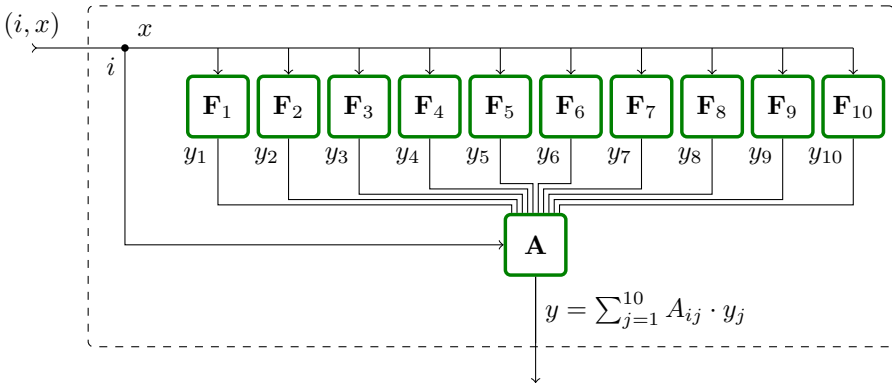 (i, x)
x
i
F₁ F₂ F₃ F₄ F₅ F₆ F₇ F₈ F₉ F₁₀
y₁ y₂ y₃ y₄ y₅ y₆ y₇ y₈ y₉ y₁₀
A
y = ∑_{j=1}^{10} A_{ij} · y_j